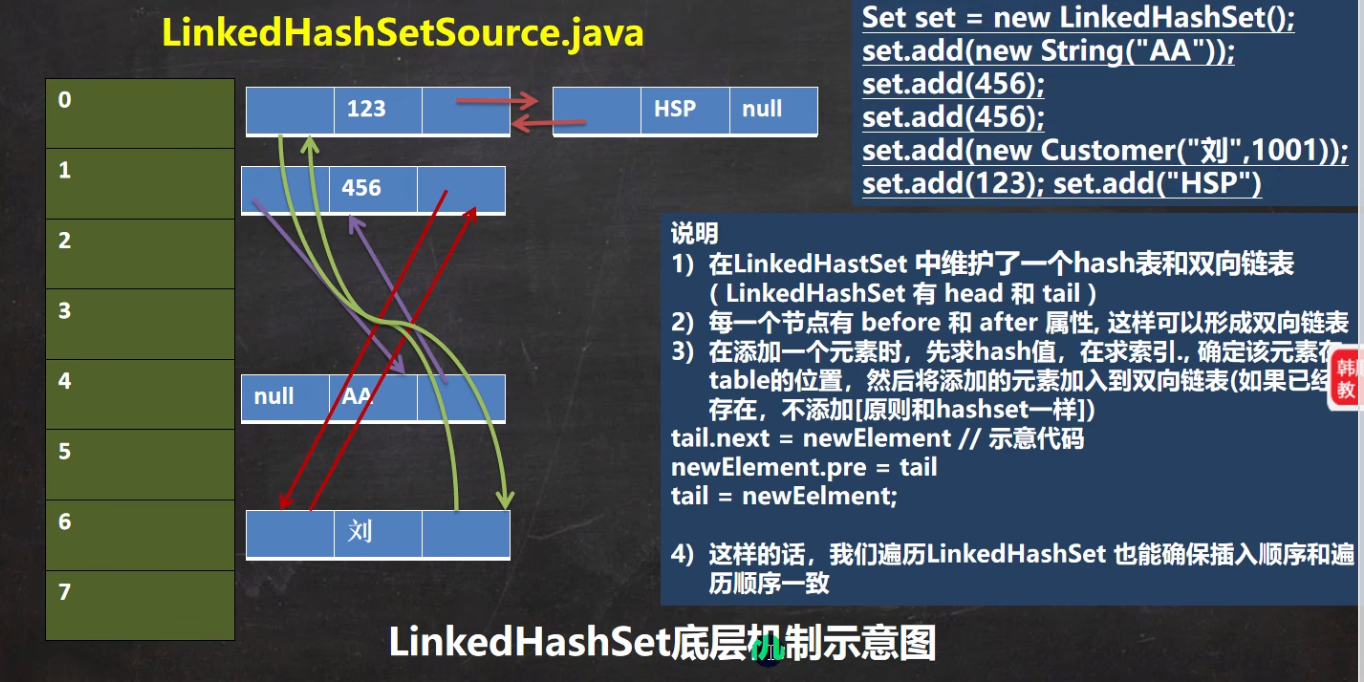 LinkedHashSetSource.java
Set set = new LinkedHashSet();
set.add(new String("AA"));
set.add(456);
set.add(456);
set.add(new Customer("刘",1001));
set.add(123); set.add("HSP")
0
123
HSP
null
1
456
2
3
4
null
AA
5
6
刘
7
说明
1) 在LinkedHastSet 中维护了一个hash表和双向链表
( LinkedHashSet 有 head 和 tail )
2) 每一个节点有 before 和 after 属性, 这样可以形成双向链表
3) 在添加一个元素时，先求hash值，在求索引., 确定该元素在
table的位置，然后将添加的元素加入到双向链表(如果已经
存在，不添加[原则和hashset一样])
tail.next = newElement // 示意代码
newElement.pre = tail
tail = newEelment;
4) 这样的话，我们遍历LinkedHashSet 也能确保插入顺序和遍
历顺序一致
韩
教
LinkedHashSet底层机制示意图